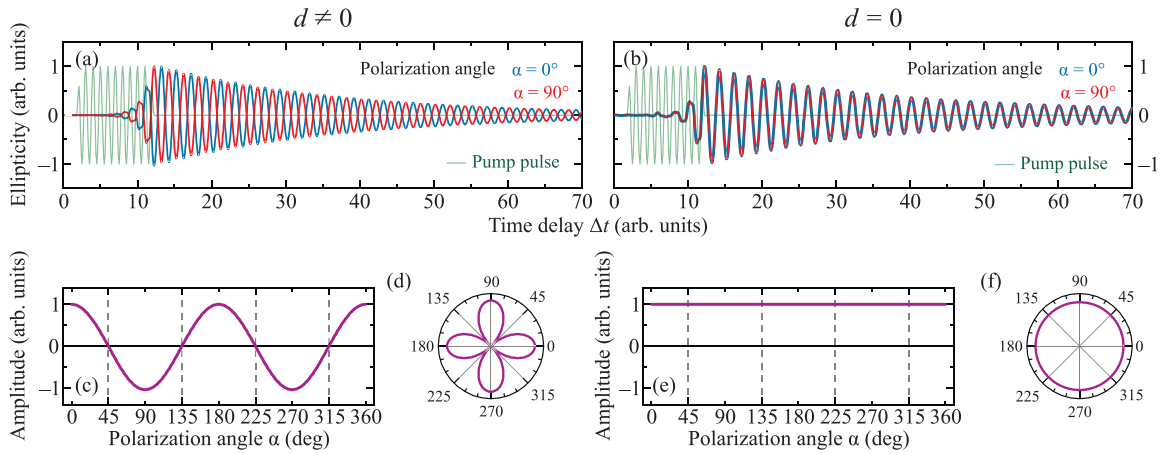 d ≠ 0
d = 0
Ellipticity (arb. units)
(a)
Polarization angle
α = 0°
α = 90°
Pump pulse
1
0
−1
0 10 20 30 40 50 60 70
(b)
Polarization angle
α = 0°
α = 90°
Pump pulse
1
0
−1
0 10 20 30 40 50 60 70
Time delay Δt (arb. units)
Amplitude (arb. units)
1
0
−1
(c)
0 45 90 135 180 225 270 315 360
Polarization angle α (deg)
(d)
90
135 45
180 0
225 315
270
Amplitude (arb. units)
1
0
−1
(e)
0 45 90 135 180 225 270 315 360
Polarization angle α (deg)
(f)
90
135 45
180 0
225 315
270